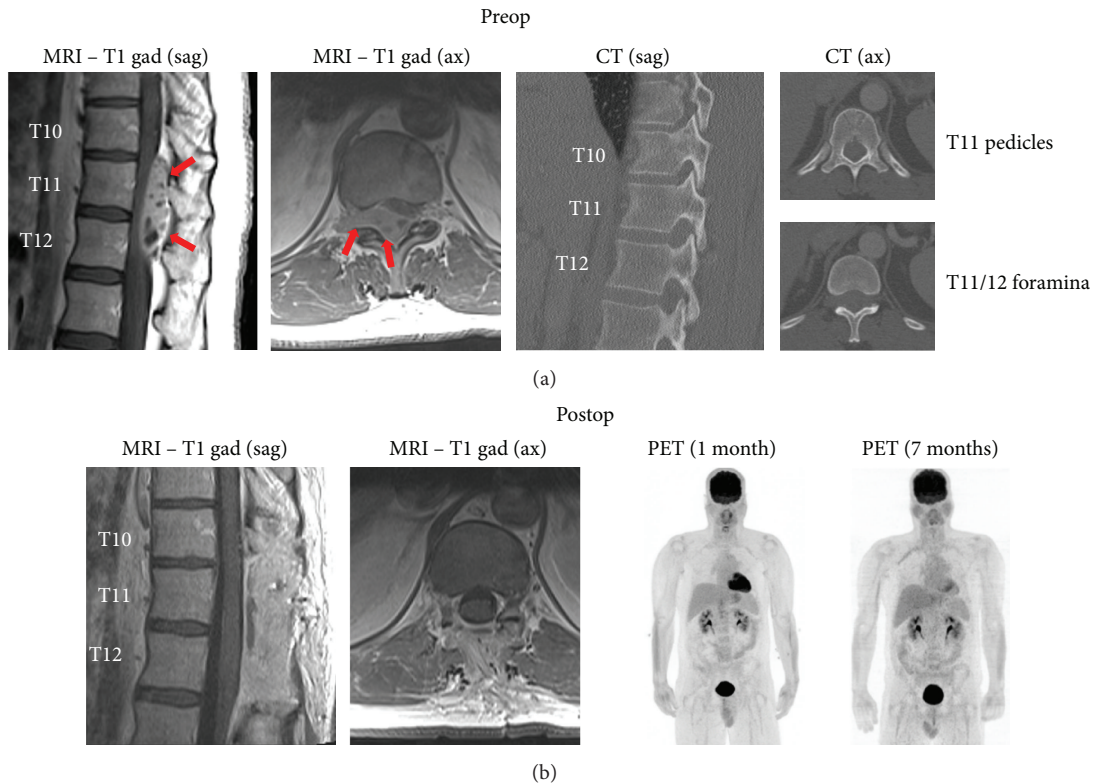 Preop
MRI – T1 gad (sag)
MRI – T1 gad (ax)
CT (sag)
CT (ax)
T10
T11
T12
T10
T11
T12
T11 pedicles
T11/12 foramina
(a)
Postop
MRI – T1 gad (sag)
MRI – T1 gad (ax)
PET (1 month)
PET (7 months)
T10
T11
T12
(b)